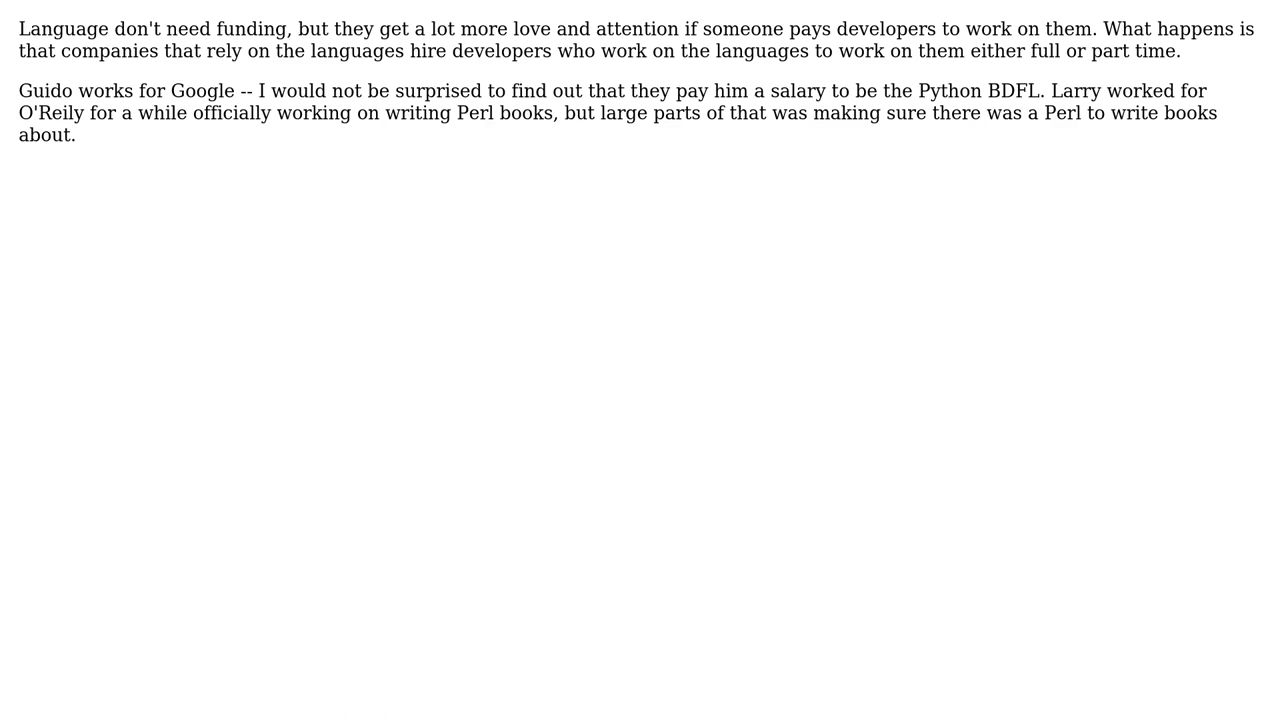 Language don't need funding, but they get a lot more love and attention if someone pays developers to work on them. What happens is
that companies that rely on the languages hire developers who work on the languages to work on them either full or part time.
Guido works for Google -- I would not be surprised to find out that they pay him a salary to be the Python BDFL. Larry worked for
O'Reily for a while officially working on writing Perl books, but large parts of that was making sure there was a Perl to write books
about.